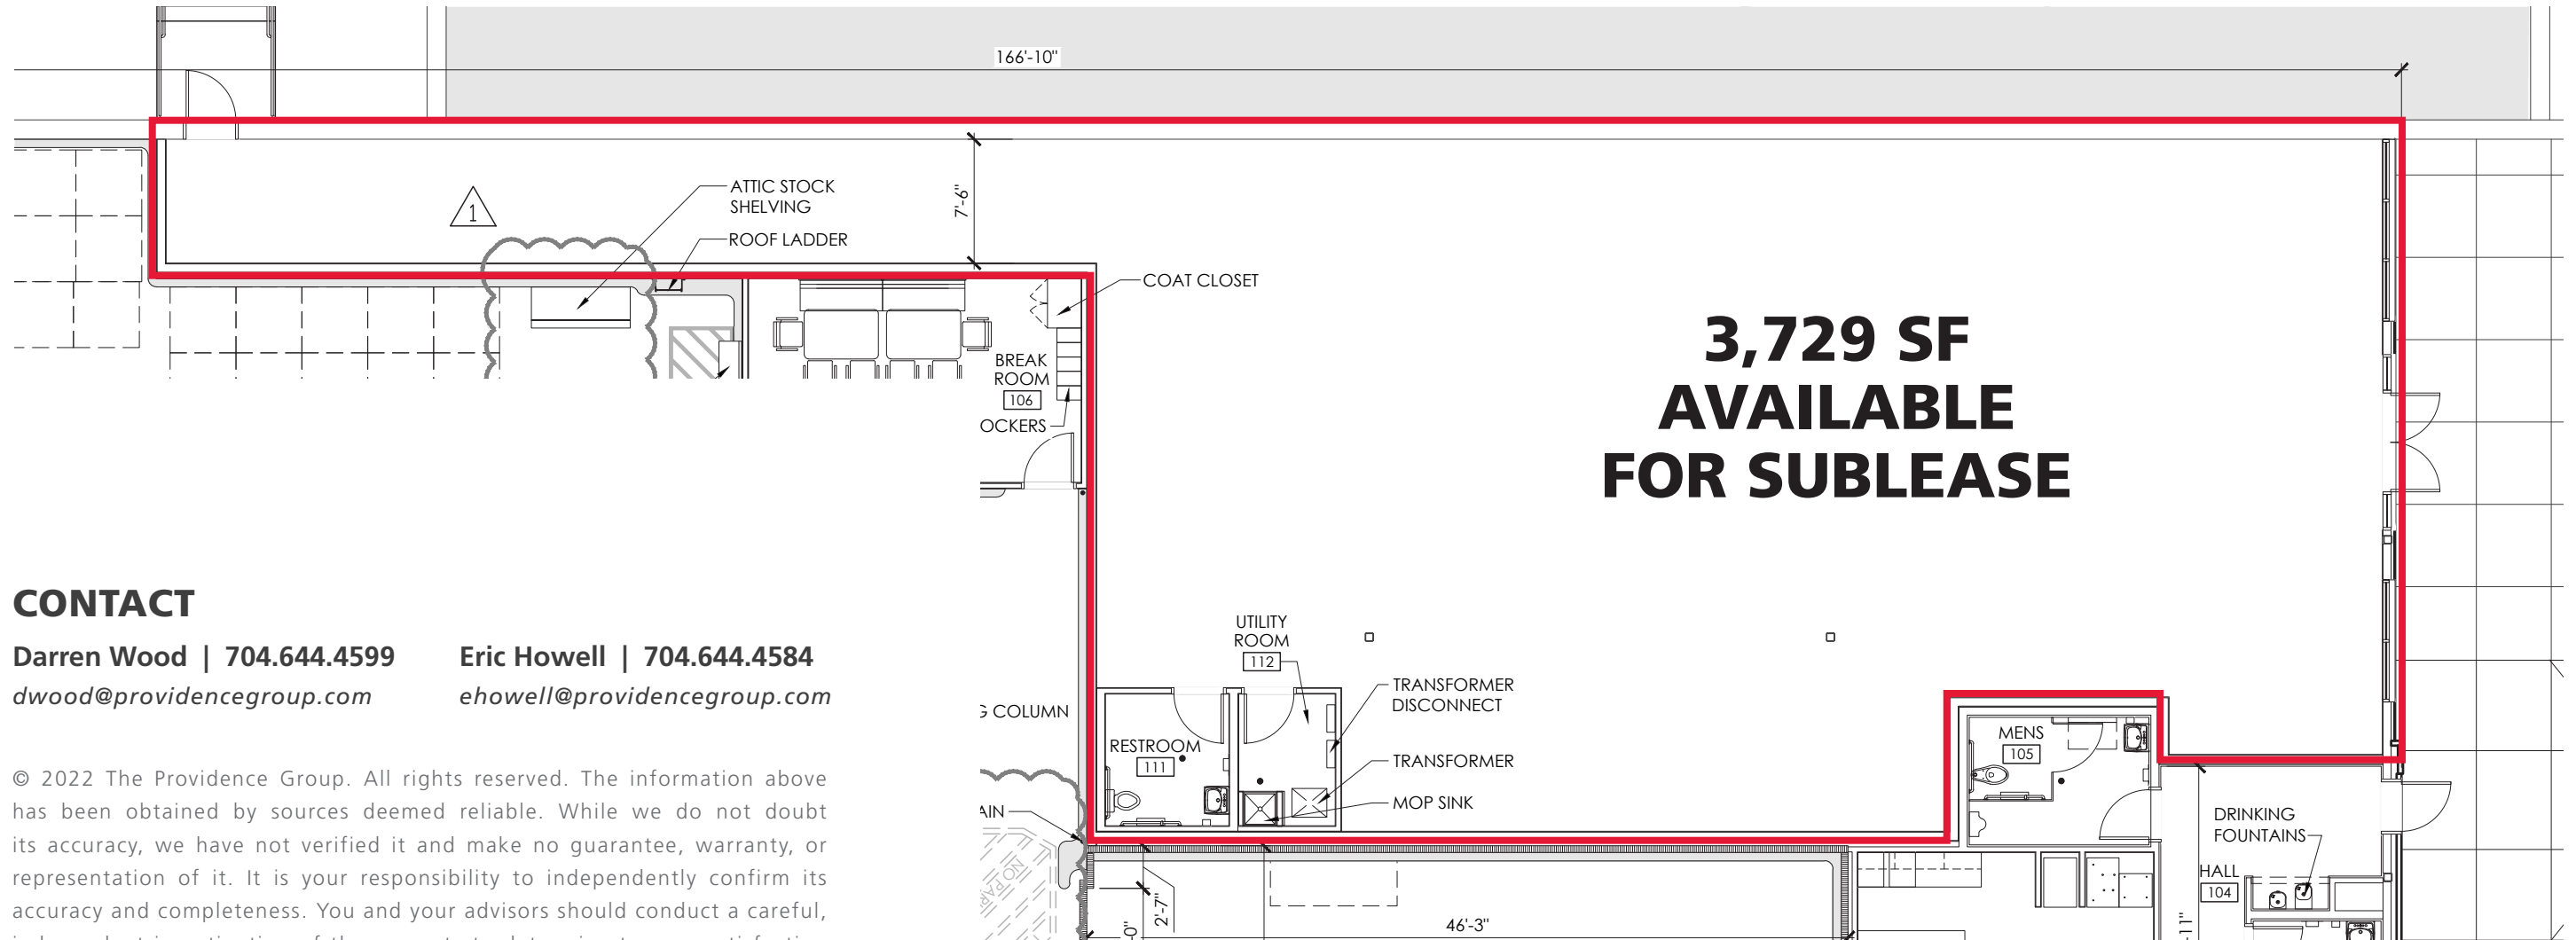 166'-10"
7'-6"
1
ATTIC STOCK
SHELVING
ROOF LADDER
COAT CLOSET
BREAK
ROOM
106
OCKERS
3,729 SF
AVAILABLE
FOR SUBLEASE
CONTACT
Darren Wood | 704.644.4599
dwood@providencegroup.com
Eric Howell | 704.644.4584
ehowell@providencegroup.com
© 2022 The Providence Group. All rights reserved. The information above
has been obtained by sources deemed reliable. While we do not doubt
its accuracy, we have not verified it and make no guarantee, warranty, or
representation of it. It is your responsibility to independently confirm its
accuracy and completeness. You and your advisors should conduct a careful,
UTILITY
ROOM
112
TRANSFORMER
DISCONNECT
TRANSFORMER
MOP SINK
RESTROOM
111
G COLUMN
AIN
NO PAR
MENS
105
DRINKING
FOUNTAINS
HALL
104
2'-7"
-0"
46'-3"
-11"